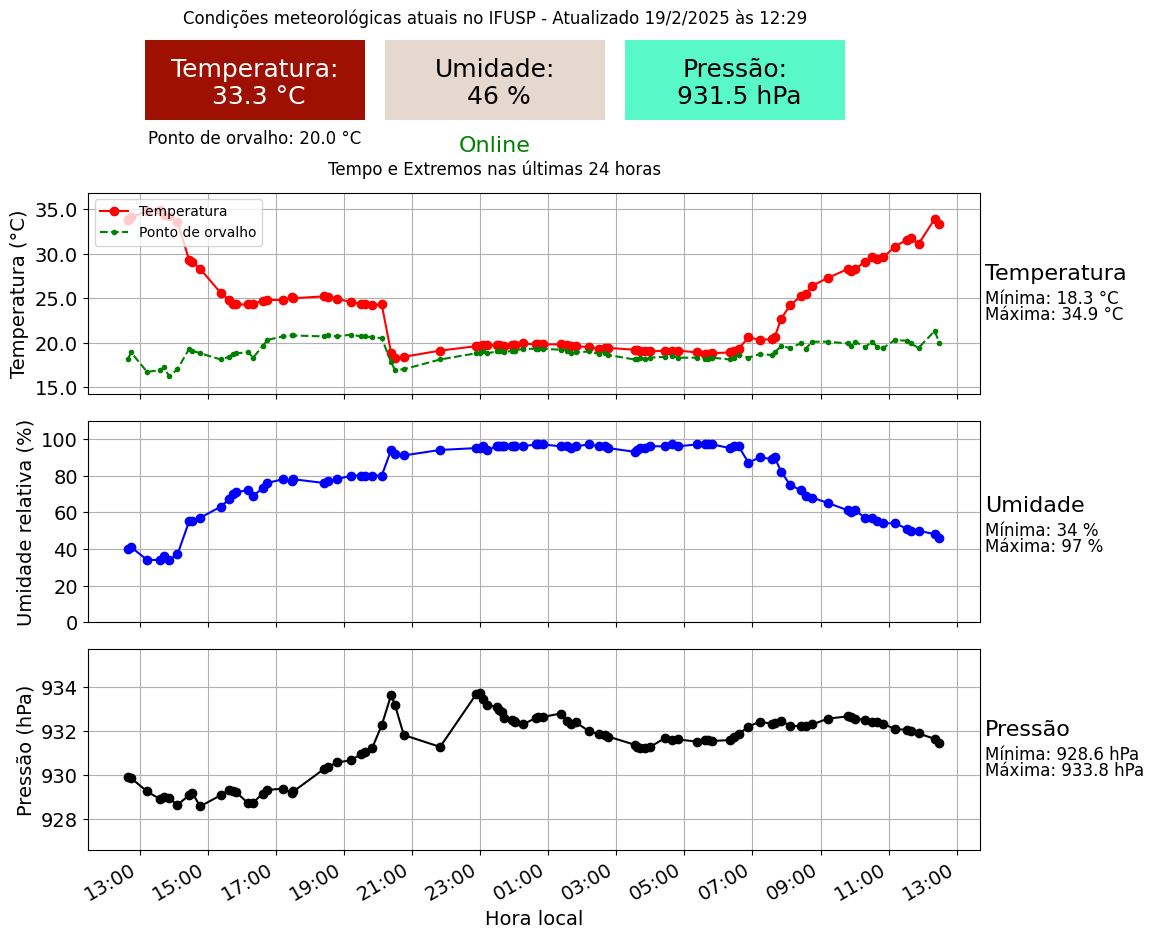 Condições meteorológicas atuais no IFUSP - Atualizado 19/2/2025 às 12:29
Temperatura:
33.3 °C
Umidade:
46 %
Pressão:
931.5 hPa
Ponto de orvalho: 20.0 °C
Online
Tempo e Extremos nas últimas 24 horas
Temperatura (°C)
35.0
30.0
25.0
20.0
15.0
Temperatura
Ponto de orvalho
Temperatura
Mínima: 18.3 °C
Máxima: 34.9 °C
Umidade relativa (%)
100
80
60
40
20
0
Umidade
Mínima: 34 %
Máxima: 97 %
Pressão (hPa)
934
932
930
928
Pressão
Mínima: 928.6 hPa
Máxima: 933.8 hPa
13:00
15:00
17:00
19:00
21:00
23:00
01:00
03:00
05:00
07:00
09:00
11:00
13:00
Hora local